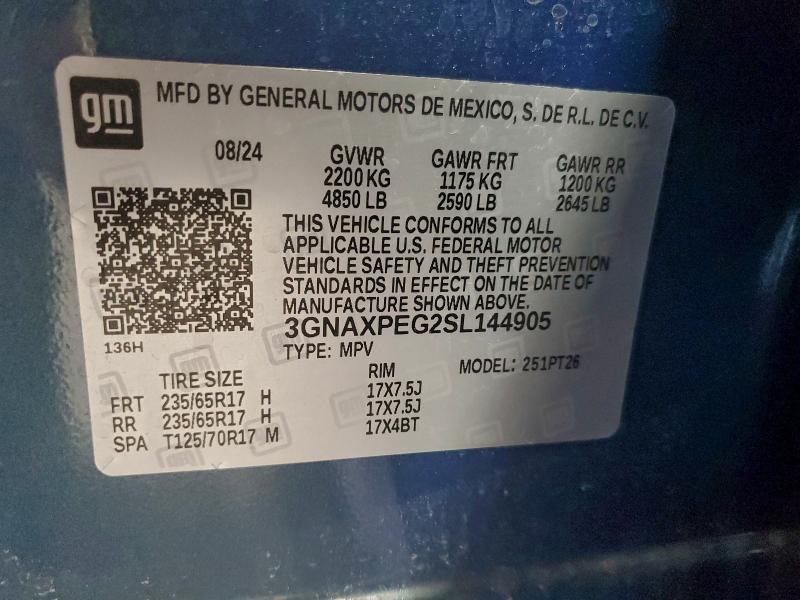 gm
MFD BY GENERAL MOTORS DE MEXICO, S. DE R.L. DE C.V.
08/24 GVWR GAWR FRT GAWR RR
2200 KG 1175 KG 1200 KG
4850 LB 2590 LB 2645 LB
THIS VEHICLE CONFORMS TO ALL
APPLICABLE U.S. FEDERAL MOTOR
VEHICLE SAFETY AND THEFT PREVENTION
STANDARDS IN EFFECT ON THE DATE OF
MANUFACTURE SHOWN ABOVE.
3GNAXPEG2SL144905
136H
TYPE: MPV MODEL: 251PT26
TIRE SIZE RIM
FRT 235/65R17 H 17X7.5J
RR 235/65R17 H 17X7.5J
SPA T125/70R17 M 17X4BT